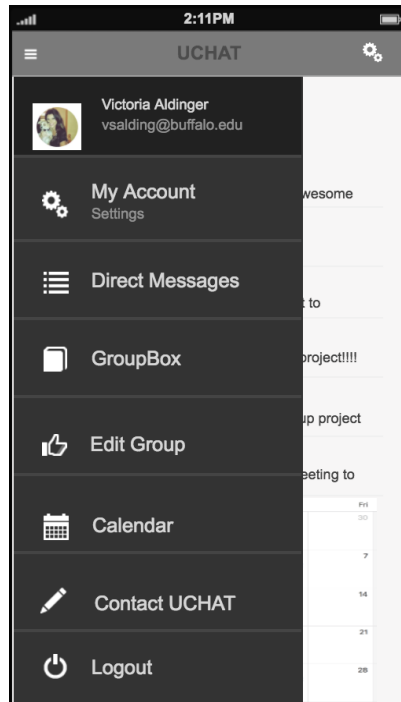 2:11PM
UCHAT
Victoria Aldinger
vsalding@buffalo.edu
My Account
Settings
wesome
Direct Messages
t to
GroupBox
project!!!!
up project
Edit Group
eeting to
Fri
30
Calendar
7
14
Contact UCHAT
21
Logout
28